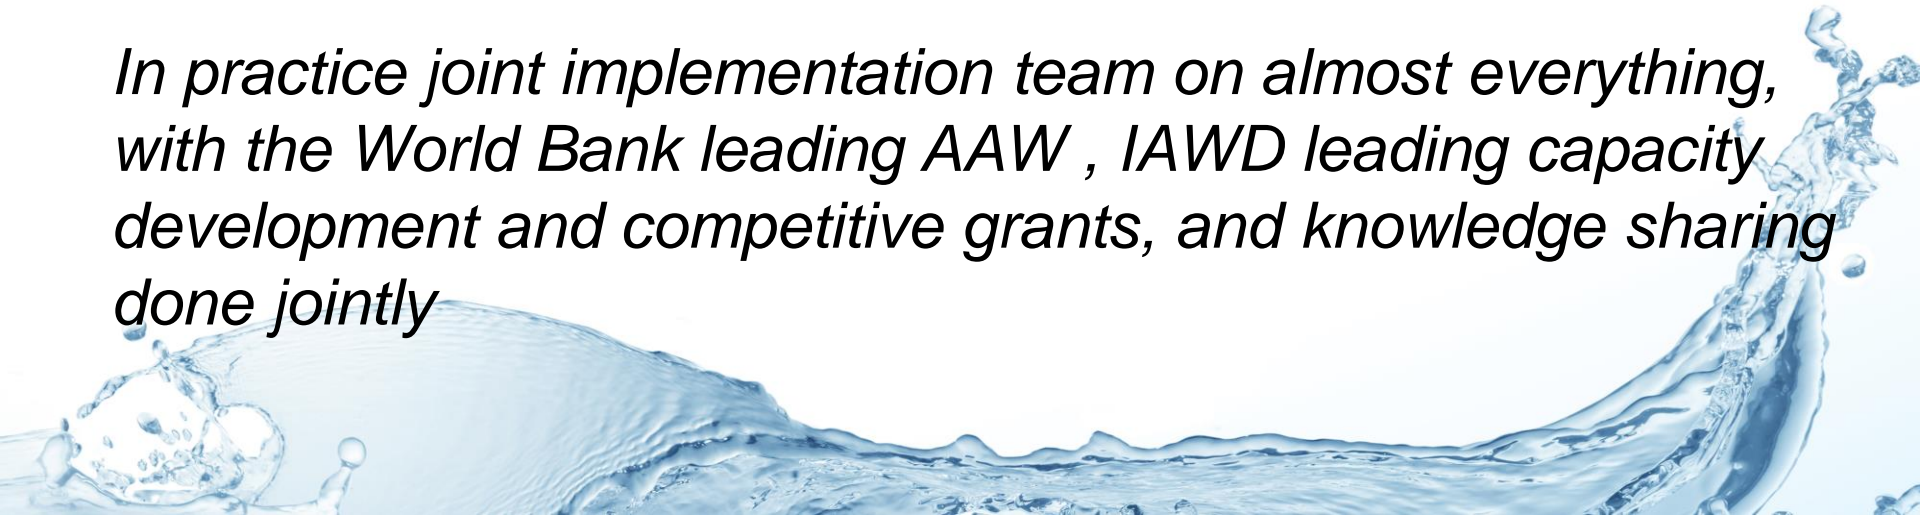 In practice joint implementation team on almost everything,
with the World Bank leading AAW , IAWD leading capacity
development and competitive grants, and knowledge sharing
done jointly